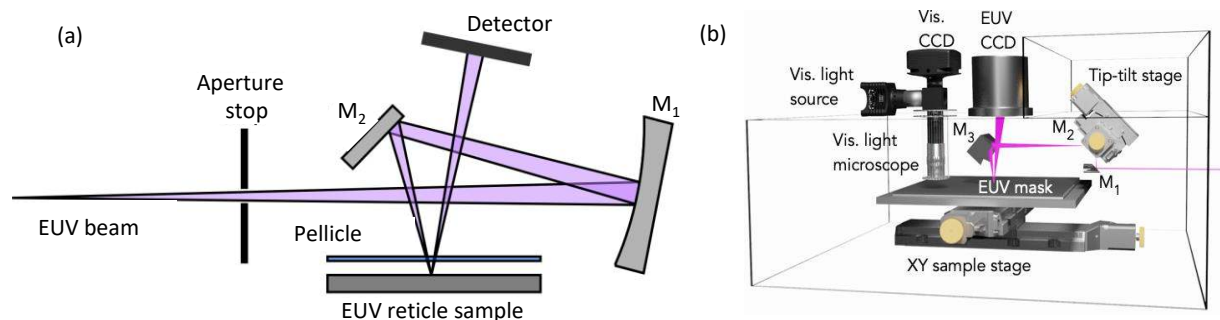 (a)
Detector
Aperture
stop
M2
M1
EUV beam
Pellicle
EUV reticle sample
(b)
Vis.
CCD
EUV
CCD
Vis. light
source
Tip-tilt stage
M3
M2
Vis. light
microscope
M1
EUV mask
XY sample stage